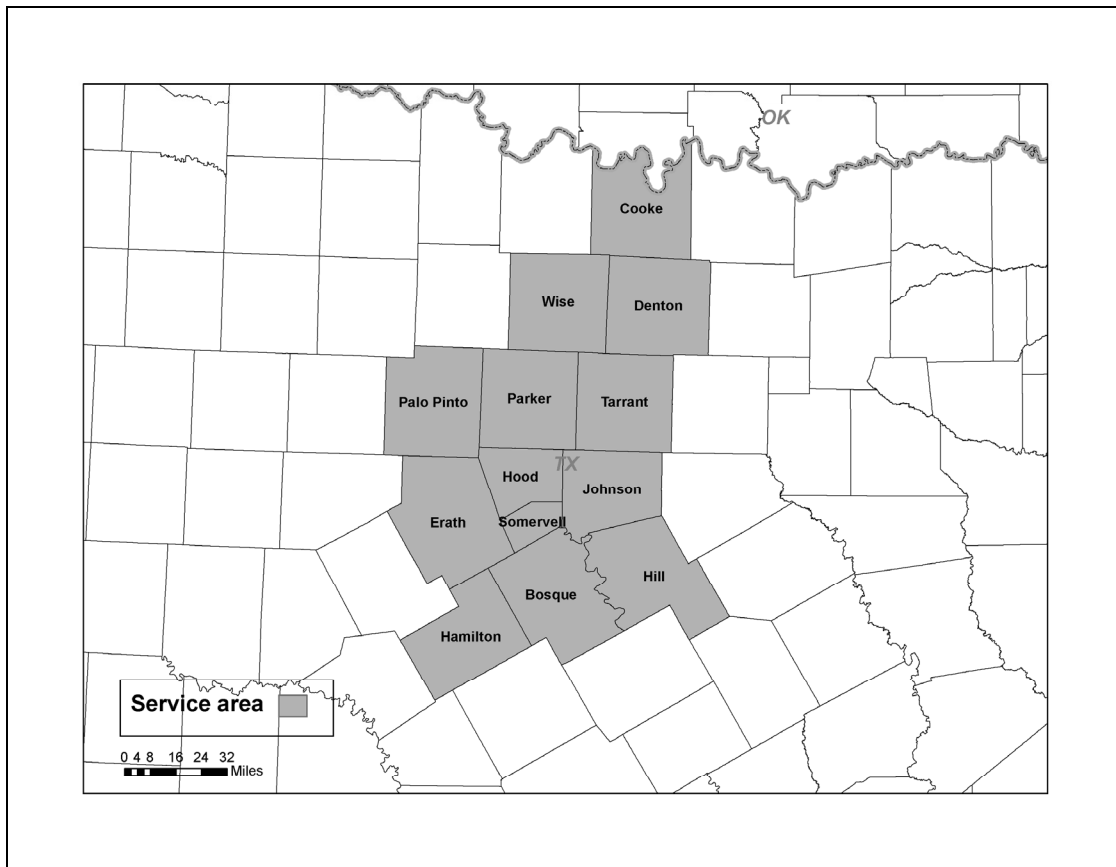 OK
Cooke
Wise
Denton
Palo Pinto
Parker
Tarrant
TX
Hood
Johnson
Erath
Somervell
Hill
Bosque
Hamilton
Service area
0 4 8 16 24 32
Miles